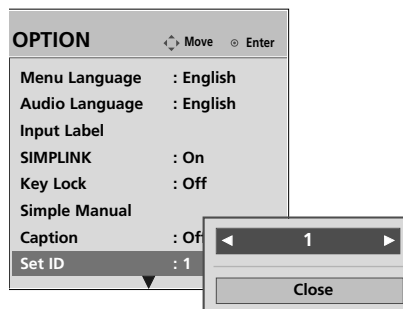 OPTION Move Enter
Menu Language : English
Audio Language : English
Input Label
SIMPLINK : On
Key Lock : Off
Simple Manual
Caption : Of
Set ID : 1
◄ 1 ►
Close